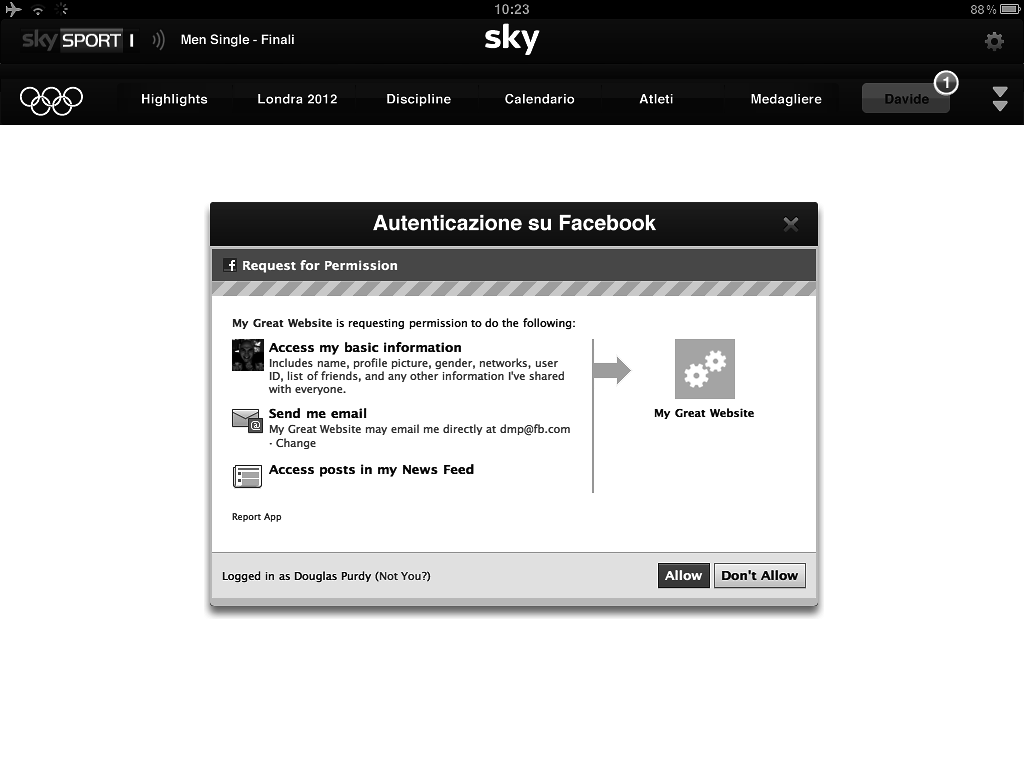 10:23
88%
sky SPORT 1
Men Single - Finali
sky
1
Highlights
Londra 2012
Discipline
Calendario
Atleti
Medagliere
Davide
Autenticazione su Facebook
f Request for Permission
My Great Website is requesting permission to do the following:
Access my basic information
Includes name, profile picture, gender, networks, user
ID, list of friends, and any other information I've shared
with everyone.
Send me email
My Great Website may email me directly at dmp@fb.com
· Change
Access posts in my News Feed
My Great Website
Report App
Logged in as Douglas Purdy (Not You?)
Allow
Don't Allow